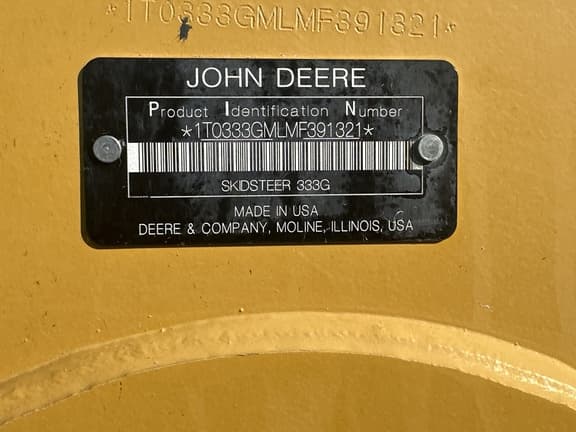 *1T0333GMLMF391321*
JOHN DEERE
Product Identification Number
*1T0333GMLMF391321*
SKIDSTEER 333G
MADE IN USA
DEERE & COMPANY, MOLINE, ILLINOIS, USA